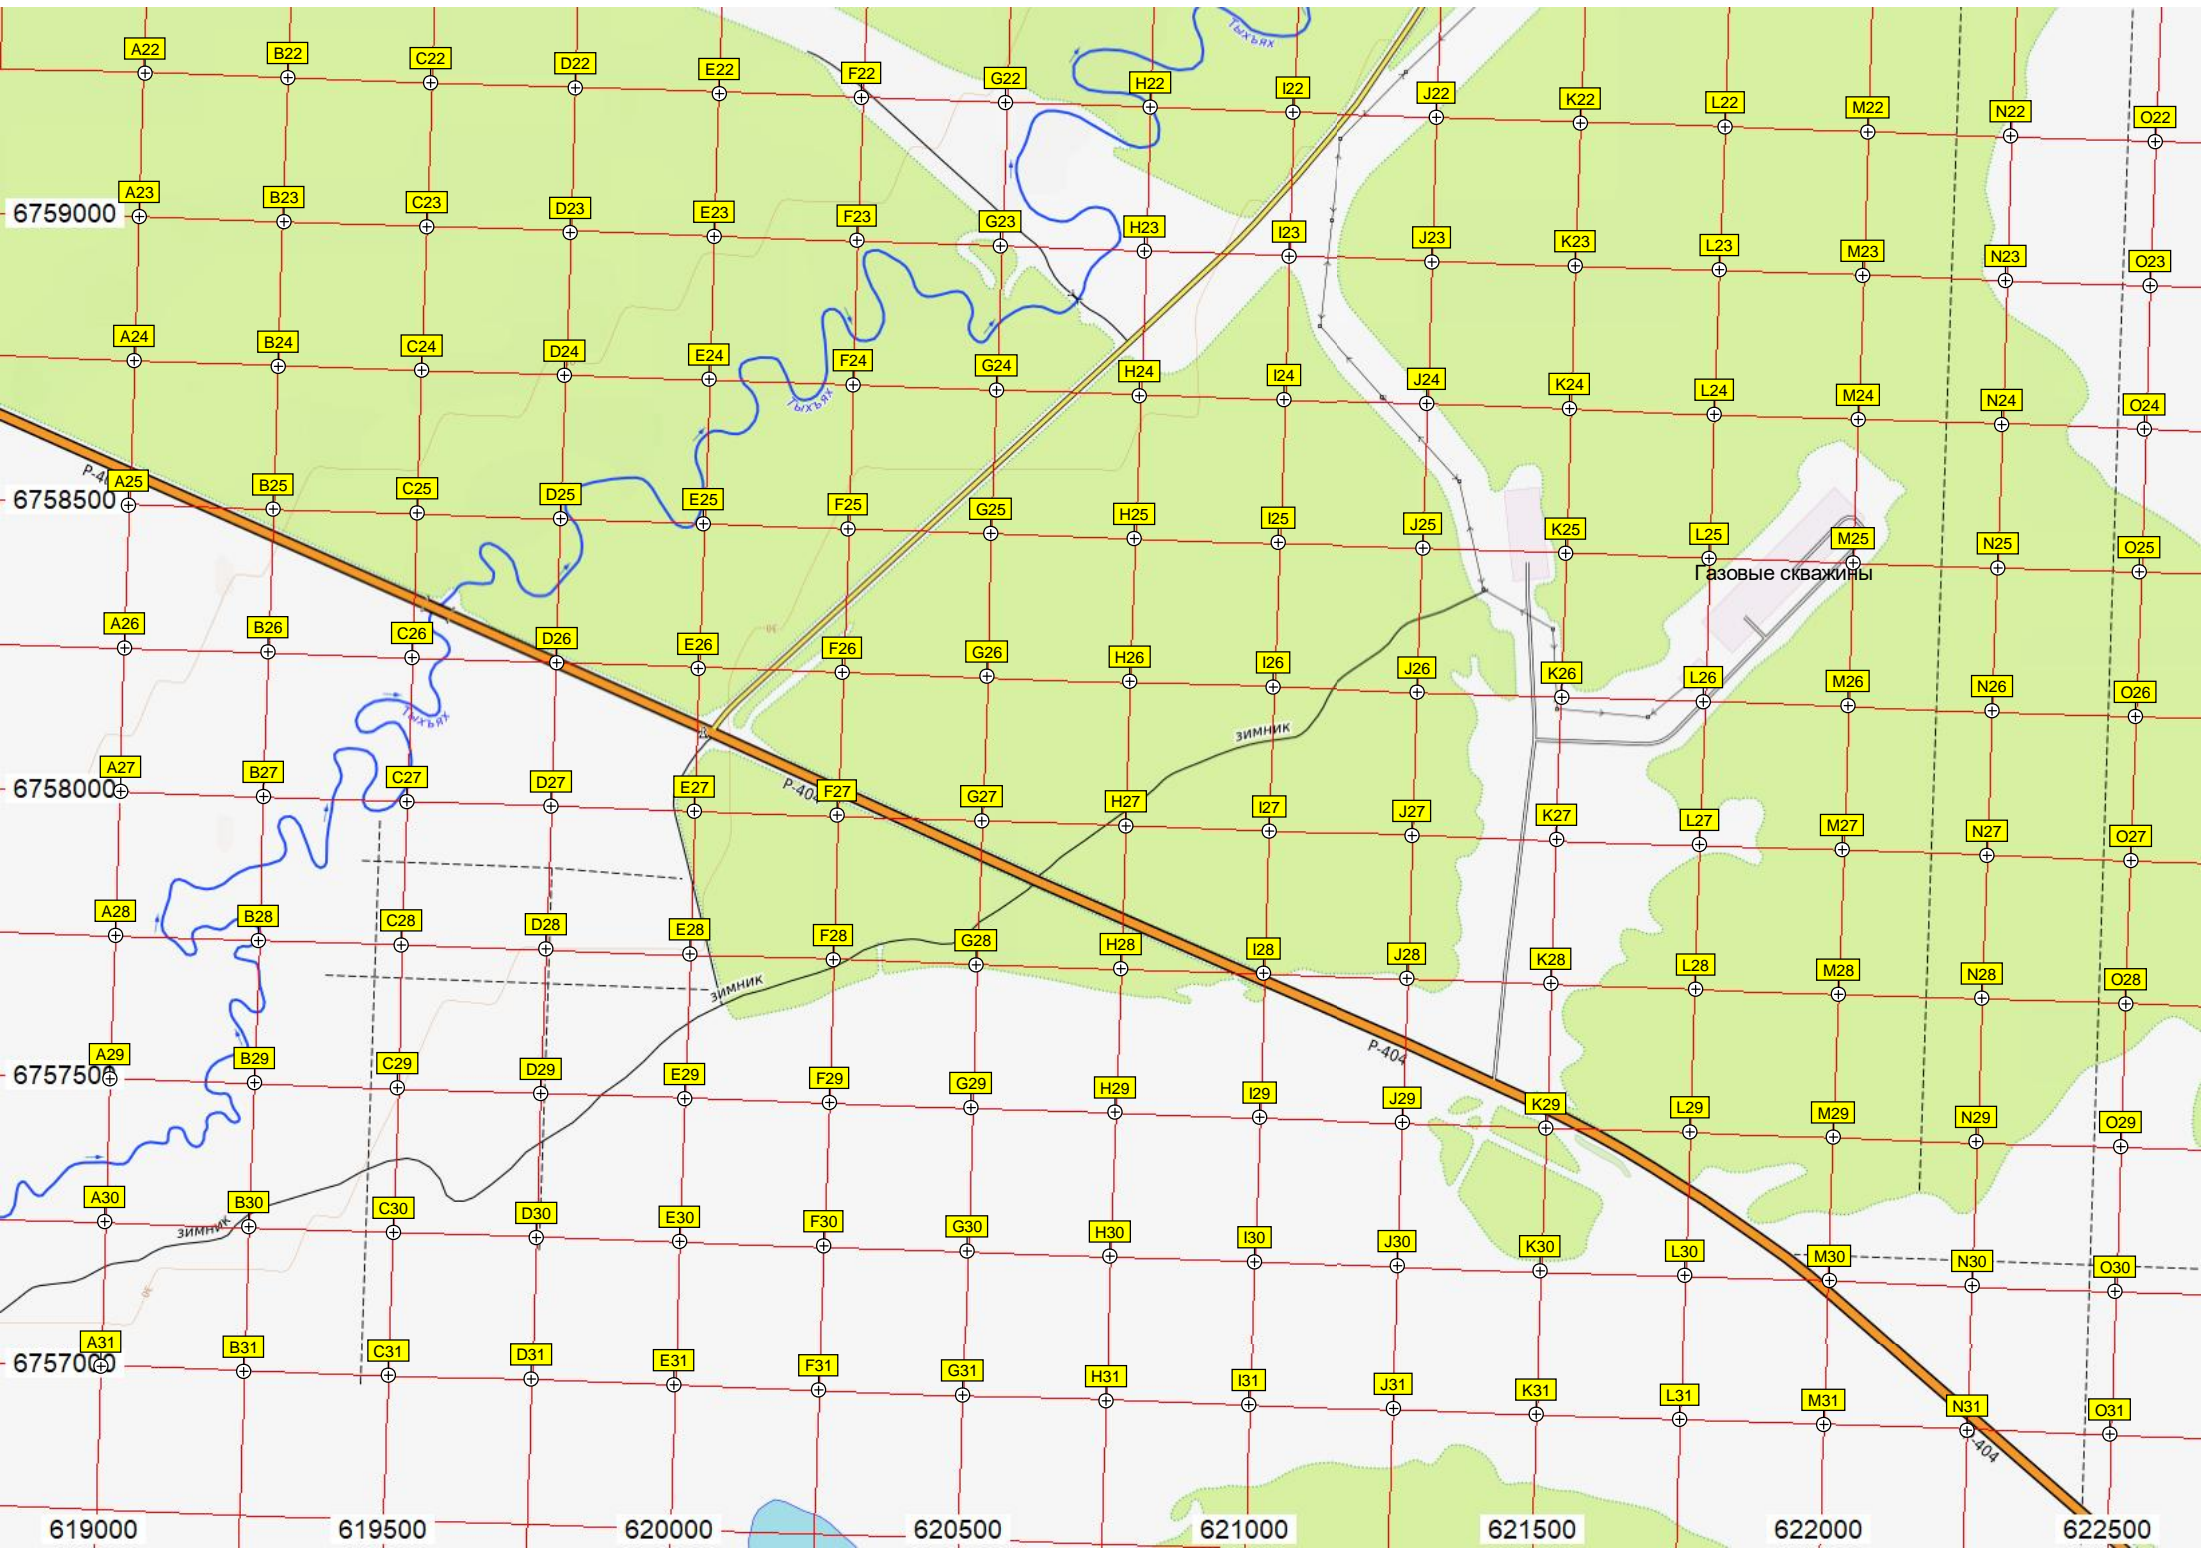 Тыхъях
A22 B22 C22 D22 E22 F22 G22 H22 I22 J22 K22 L22 M22 N22 O22
6759000 A23 B23 C23 D23 E23 F23 G23 H23 I23 J23 K23 L23 M23 N23 O23
A24 B24 C24 D24 E24 F24 G24 H24 I24 J24 K24 L24 M24 N24 O24
Тыхъях
6758500 A25 B25 C25 D25 E25 F25 G25 H25 I25 J25 K25 L25 M25 N25 O25
Газовые скважины
A26 B26 C26 D26 E26 F26 G26 H26 I26 J26 K26 L26 M26 N26 O26
Тыхъях
зимник
6758000 A27 B27 C27 D27 E27 F27 G27 H27 I27 J27 K27 L27 M27 N27 O27
P-404
A28 B28 C28 D28 E28 F28 G28 H28 I28 J28 K28 L28 M28 N28 O28
зимник
P-404
6757500 A29 B29 C29 D29 E29 F29 G29 H29 I29 J29 K29 L29 M29 N29 O29
A30 B30 C30 D30 E30 F30 G30 H30 I30 J30 K30 L30 M30 N30 O30
зимник
30
6757000 A31 B31 C31 D31 E31 F31 G31 H31 I31 J31 K31 L31 M31 N31 O31
P-404
619000 619500 620000 620500 621000 621500 622000 622500